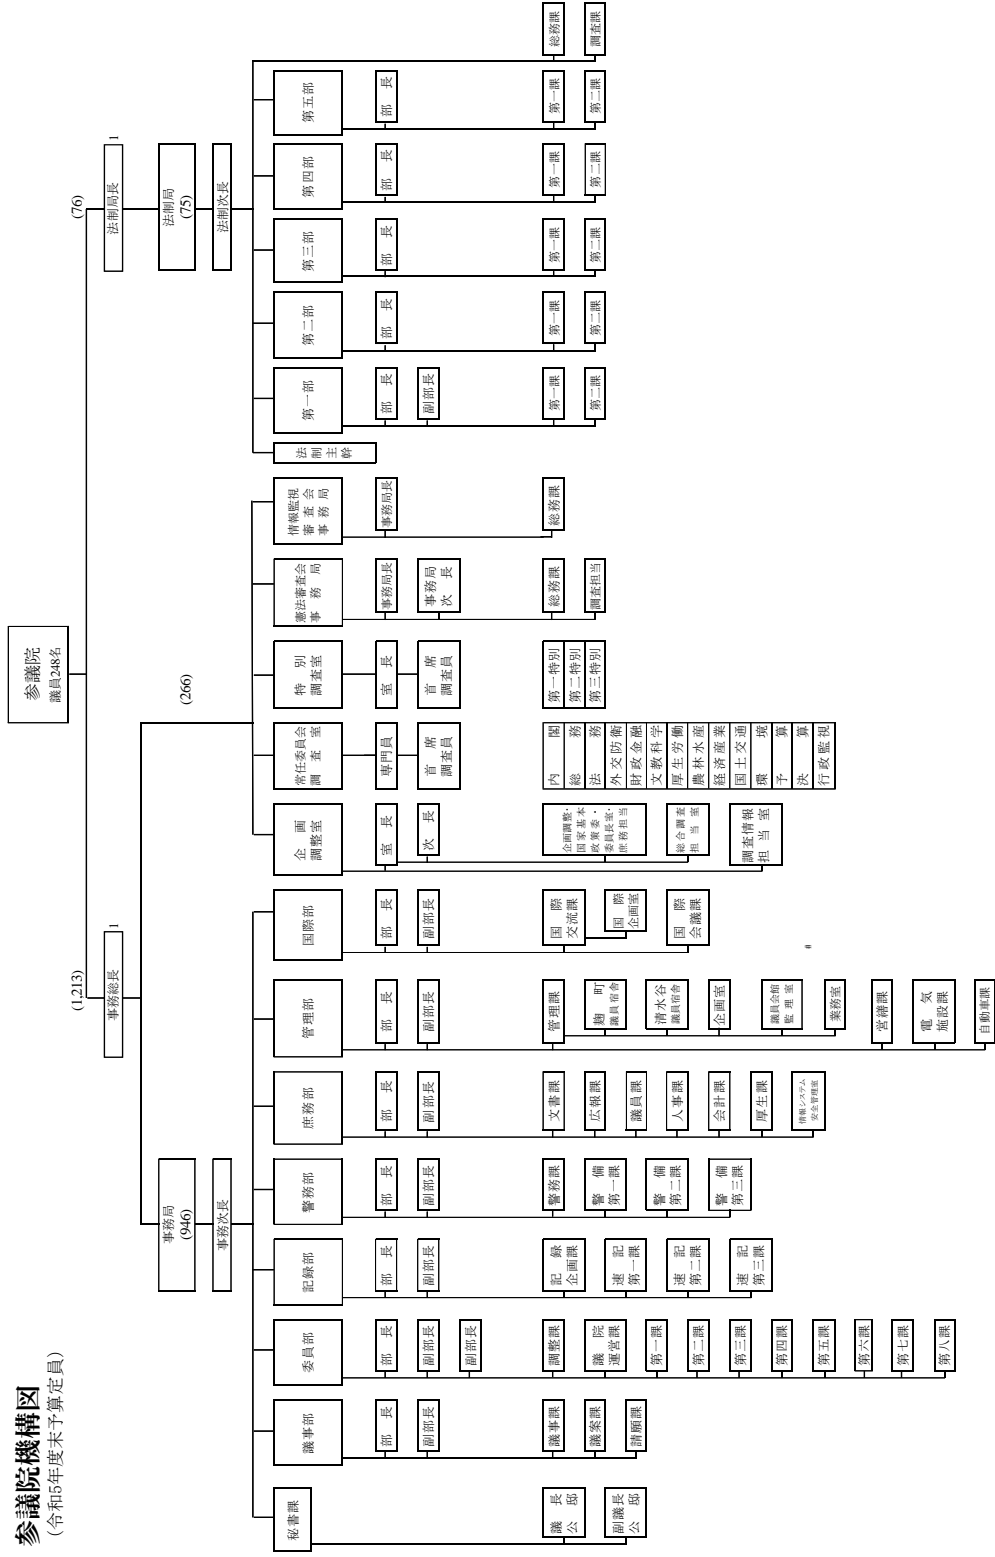 参議院機構図
(令和5年度末予算定員)
参議院
議員248名
(1,213)
事務総長
1
事務局
(946)
事務次長
(266)
(76)
法制局長
1
法制局
(75)
法制次長
秘書課
議長
公邸
副議長
公邸
議事部
部長
副部長
議事課
議案課
請願課
委員部
部長
副部長
副部長
調整課
議院
運営課
第一課
第二課
第三課
第四課
第五課
第六課
第七課
第八課
記録部
部長
副部長
記録
企画課
速記
第一課
速記
第二課
速記
第三課
警務部
部長
副部長
警務課
警備
第一課
警備
第二課
警備
第三課
庶務部
部長
副部長
文書課
広報課
議員課
人事課
会計課
厚生課
情報システム
安全管理室
管理部
部長
副部長
管理課
麹町
議員宿舎
清水谷
議員宿舎
企画室
議員会館
監理室
業務室
営繕課
電気
施設課
自動車課
国際部
部長
副部長
国際
交流課
国際
企画室
国際
会議課
企画
調整室
室長
次長
企画調整・
国家基本
政策委・
委員長室・
庶務担当
総合調査
担当室
調査情報
担当室
常任委員会
調査室
専門員
首席
調査員
内閣
総務
法務
外交防衛
財政金融
文教科学
厚生労働
農林水産
経済産業
国土交通
環境
予算
決算
行政監視
特別
調査室
室長
首席
調査員
第一特別
第二特別
第三特別
憲法審査会
事務局
事務局長
事務局
次長
総務課
調査担当
情報監視
審査会
事務局
事務局長
総務課
法制主幹
第一部
部長
副部長
第一課
第二課
第二部
部長
第一課
第二課
第三部
部長
第一課
第二課
第四部
部長
第一課
第二課
第五部
部長
第一課
第二課
総務課
調査課